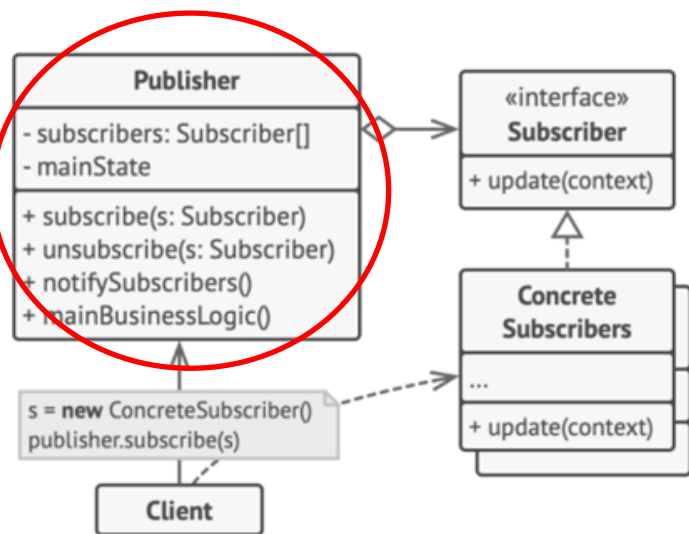 Publisher
- subscribers: Subscriber[]
- mainState
+ subscribe(s: Subscriber)
+ unsubscribe(s: Subscriber)
+ notifySubscribers()
+ mainBusinessLogic()
«interface»
Subscriber
+ update(context)
Concrete
Subscribers
...
+ update(context)
s = new ConcreteSubscriber()
publisher.subscribe(s)
Client